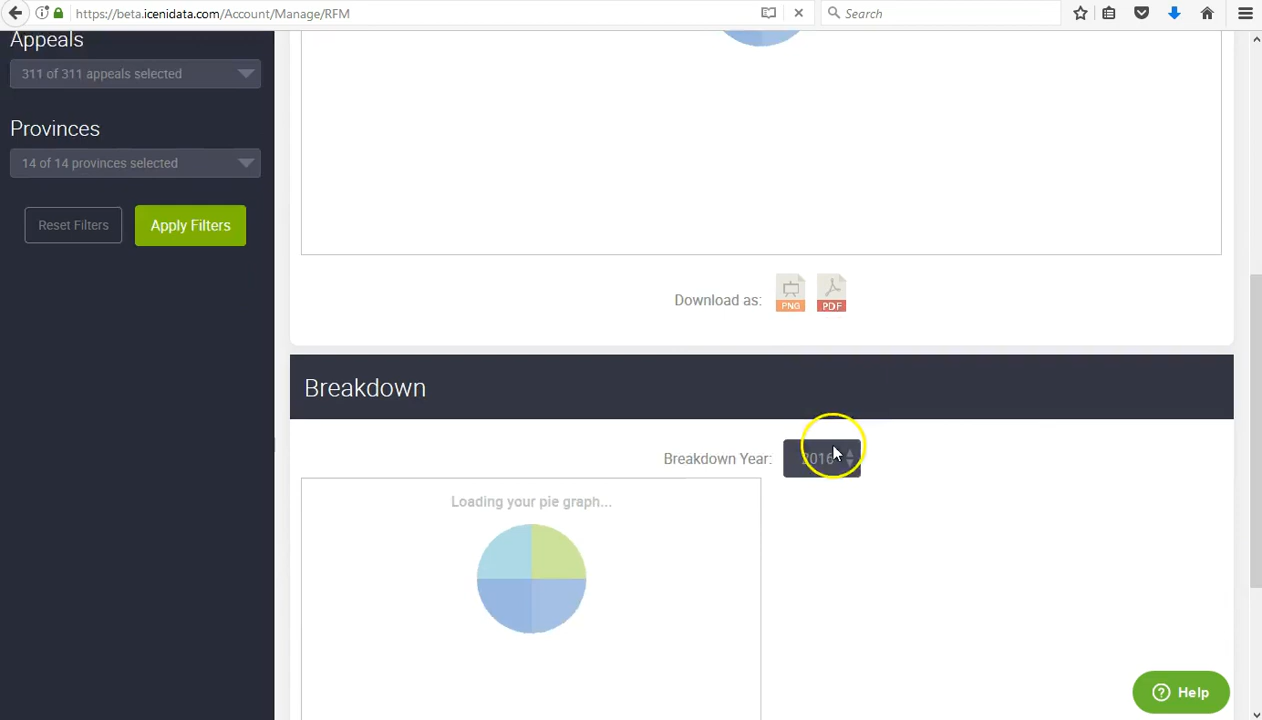 https://beta.icenidata.com/Account/Manage/RFM
Search
Appeals
311 of 311 appeals selected
Provinces
14 of 14 provinces selected
Reset Filters
Apply Filters
Download as:
PNG
PDF
Breakdown
Breakdown Year:
2016
Loading your pie graph...
? Help